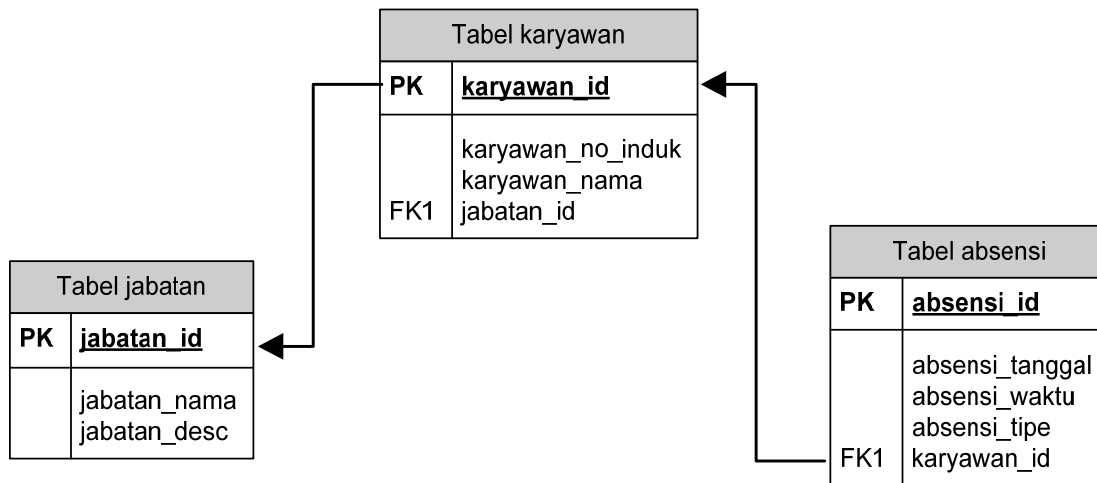 Tabel karyawan
PK karyawan_id
karyawan_no_induk
karyawan_nama
FK1 jabatan_id
Tabel jabatan
PK jabatan_id
jabatan_nama
jabatan_desc
Tabel absensi
PK absensi_id
absensi_tanggal
absensi_waktu
absensi_tipe
FK1 karyawan_id